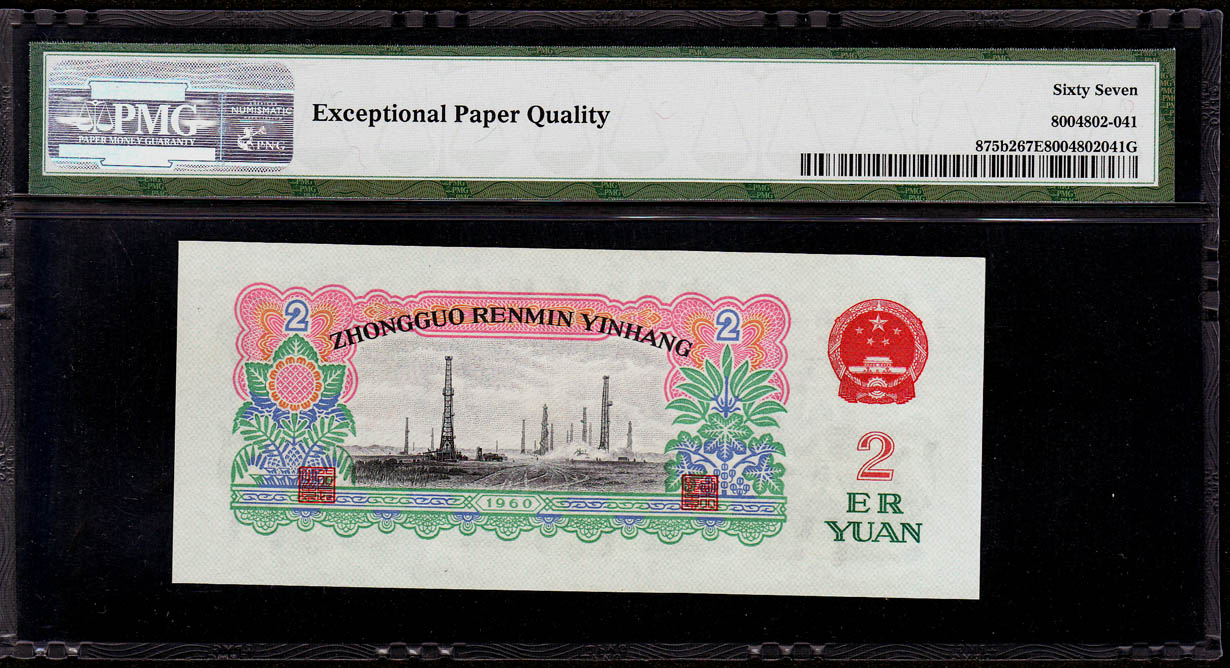 PMG
PAPER MONEY GUARANTY
NUMISMATIC
PNG
Exceptional Paper Quality
Sixty Seven
8004802-041
875b267E8004802041G
2
ZHONGGUO RENMIN YINHANG
2
1960
2
ER
YUAN